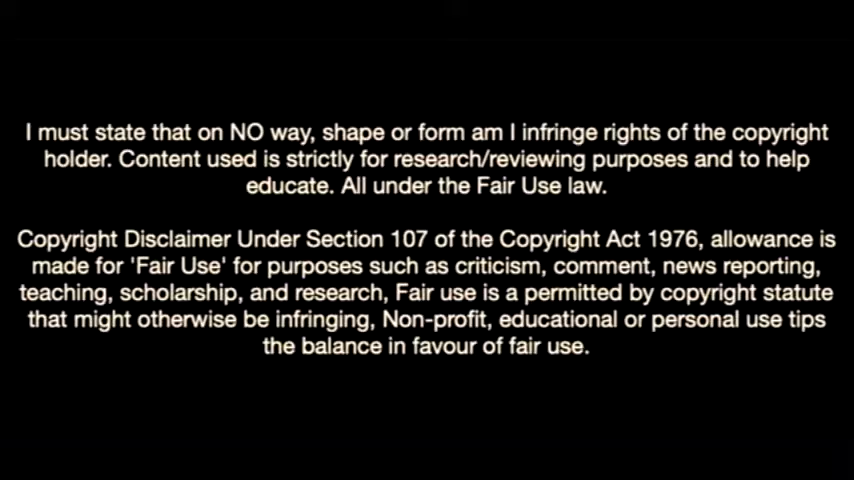 I must state that on NO way, shape or form am I infringe rights of the copyright
holder. Content used is strictly for research/reviewing purposes and to help
educate. All under the Fair Use law.
Copyright Disclaimer Under Section 107 of the Copyright Act 1976, allowance is
made for 'Fair Use' for purposes such as criticism, comment, news reporting,
teaching, scholarship, and research, Fair use is a permitted by copyright statute
that might otherwise be infringing, Non-profit, educational or personal use tips
the balance in favour of fair use.